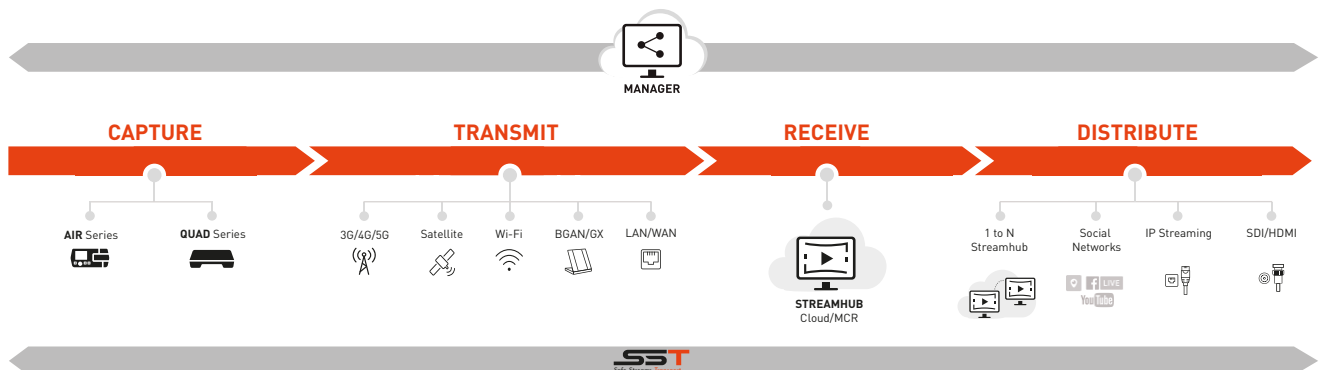 MANAGER
CAPTURE
TRANSMIT
RECEIVE
DISTRIBUTE
AIR Series
QUAD Series
3G/4G/5G
Satellite
Wi-Fi
BGAN/GX
LAN/WAN
STREAMHUB
Cloud/MCR
1 to N
Streamhub
Social
Networks
LIVE
YouTube
IP Streaming
SDI/HDMI
SST